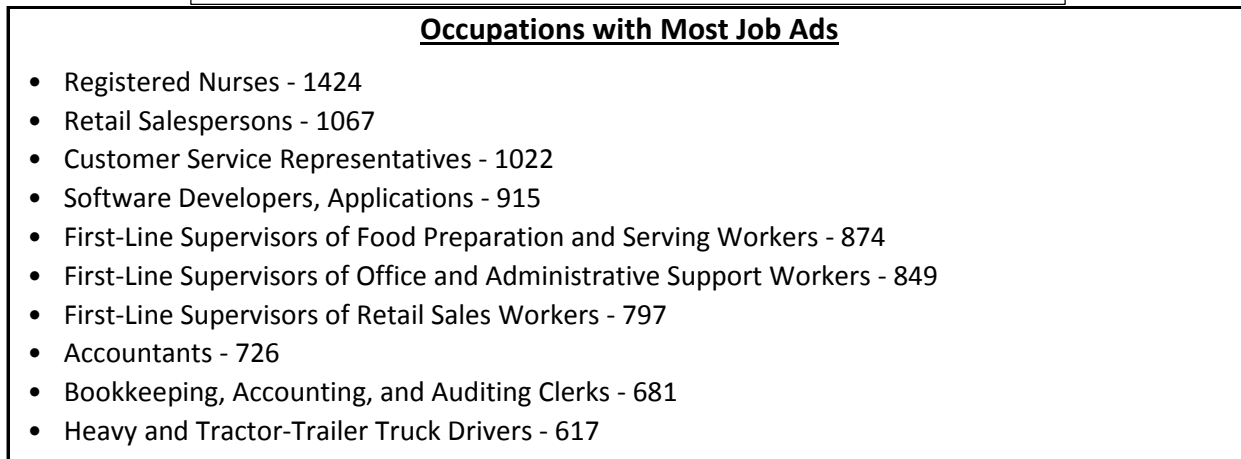 Occupations with Most Job Ads
• Registered Nurses - 1424
• Retail Salespersons - 1067
• Customer Service Representatives - 1022
• Software Developers, Applications - 915
• First-Line Supervisors of Food Preparation and Serving Workers - 874
• First-Line Supervisors of Office and Administrative Support Workers - 849
• First-Line Supervisors of Retail Sales Workers - 797
• Accountants - 726
• Bookkeeping, Accounting, and Auditing Clerks - 681
• Heavy and Tractor-Trailer Truck Drivers - 617